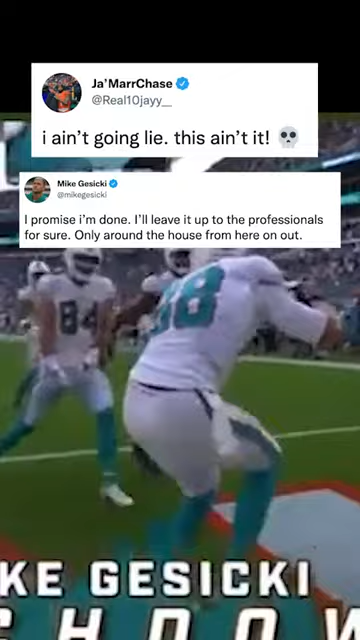 Ja'MarrChase
@Real10jayy__
i ain't going lie. this ain't it! 💀
Mike Gesicki
@mikegesicki
I promise i'm done. I'll leave it up to the professionals
for sure. Only around the house from here on out.
84
88
KE GESICKI
CHDOW